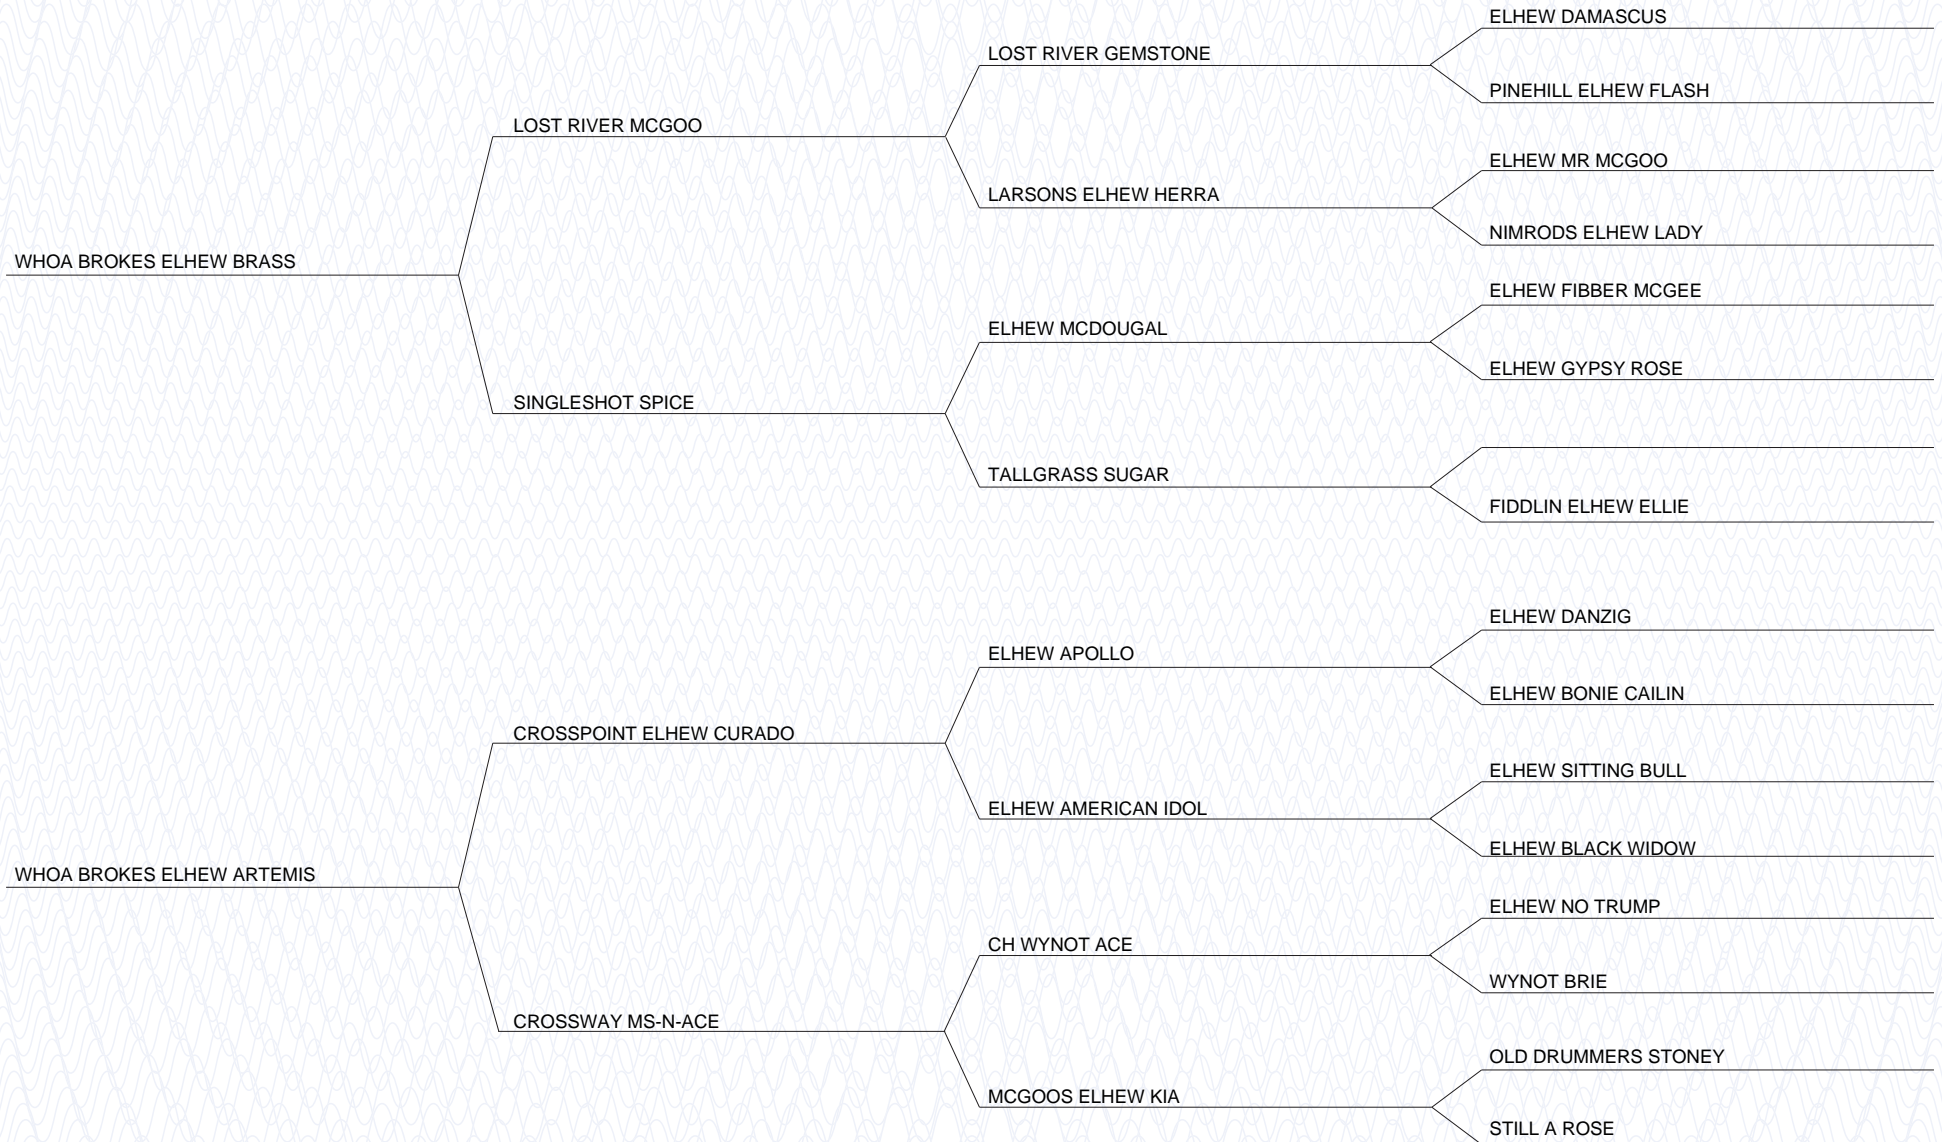 ELHEW DAMASCUS
LOST RIVER GEMSTONE
PINEHILL ELHEW FLASH
LOST RIVER MCGOO
ELHEW MR MCGOO
LARSONS ELHEW HERRA
NIMRODS ELHEW LADY
WHOA BROKES ELHEW BRASS
ELHEW FIBBER MCGEE
ELHEW MCDOUGAL
ELHEW GYPSY ROSE
SINGLESHOT SPICE
TALLGRASS SUGAR
FIDDLIN ELHEW ELLIE
ELHEW DANZIG
ELHEW APOLLO
ELHEW BONIE CAILIN
CROSSPOINT ELHEW CURADO
ELHEW SITTING BULL
ELHEW AMERICAN IDOL
ELHEW BLACK WIDOW
WHOA BROKES ELHEW ARTEMIS
ELHEW NO TRUMP
CH WYNOT ACE
WYNOT BRIE
CROSSWAY MS-N-ACE
OLD DRUMMERS STONEY
MCGOOS ELHEW KIA
STILL A ROSE